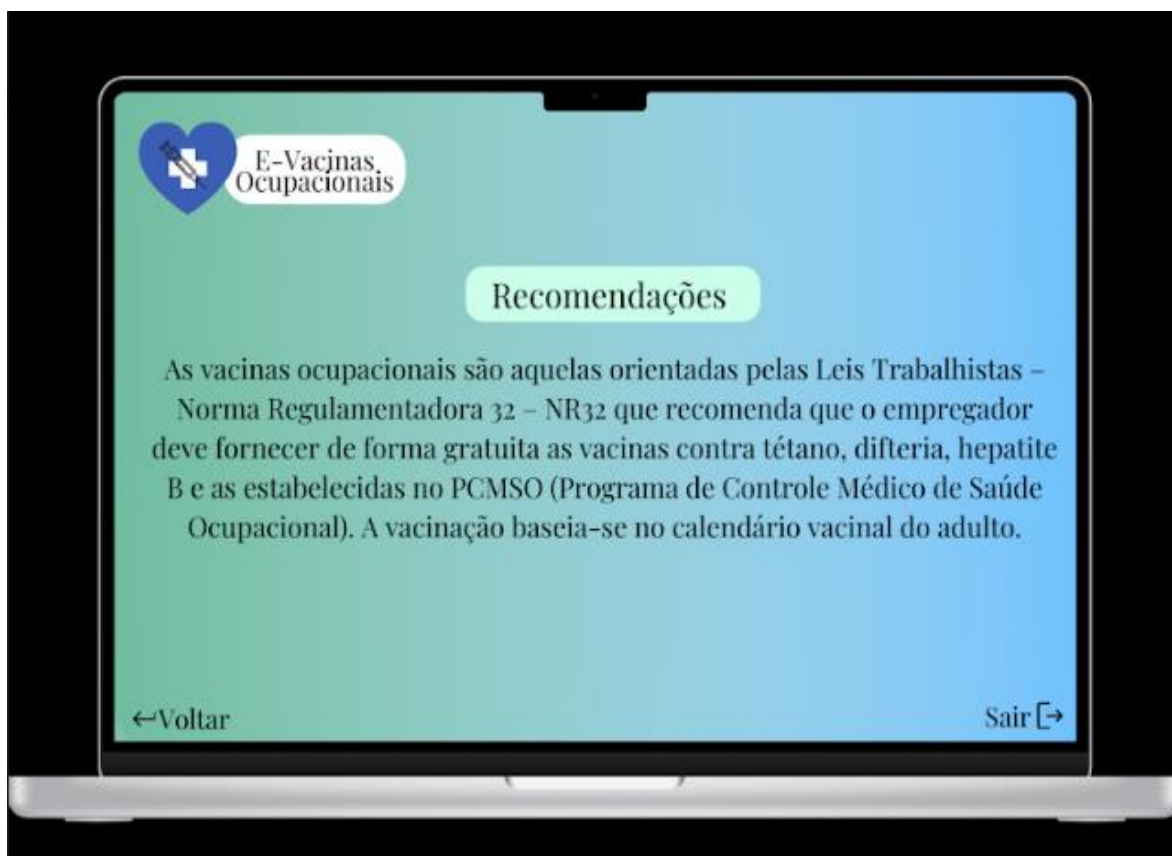 E-Vacinas
Ocupacionais
Recomendações
As vacinas ocupacionais são aquelas orientadas pelas Leis Trabalhistas –
Norma Regulamentadora 32 – NR32 que recomenda que o empregador
deve fornecer de forma gratuita as vacinas contra tétano, difteria, hepatite
B e as estabelecidas no PCMSO (Programa de Controle Médico de Saúde
Ocupacional). A vacinação baseia-se no calendário vacinal do adulto.
Voltar
Sair